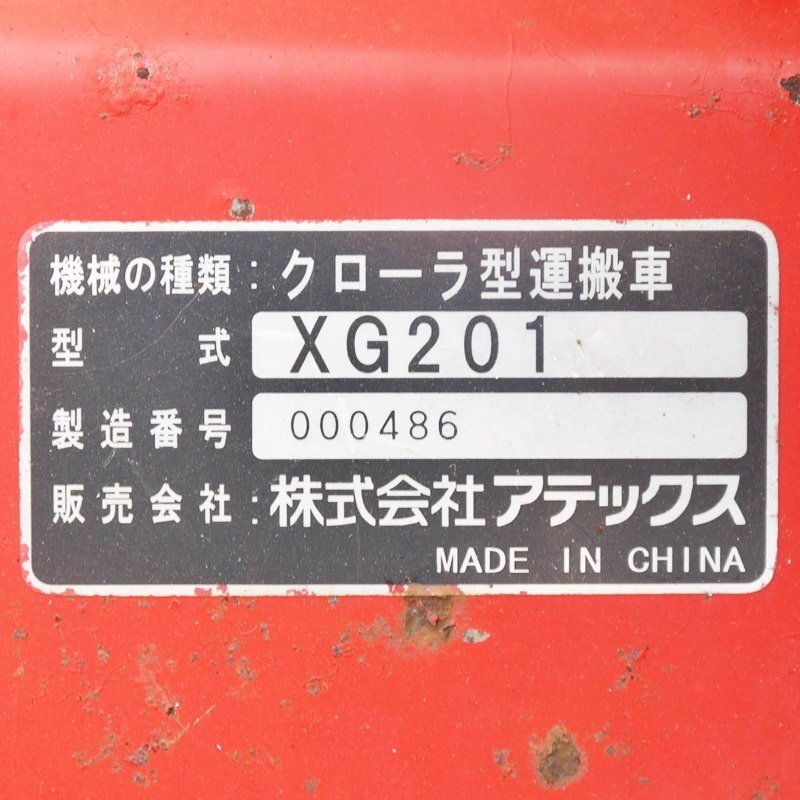 機械の種類：クローラ型運搬車
型式 XG201
製造番号 000486
販売会社：株式会社アテックス
MADE IN CHINA